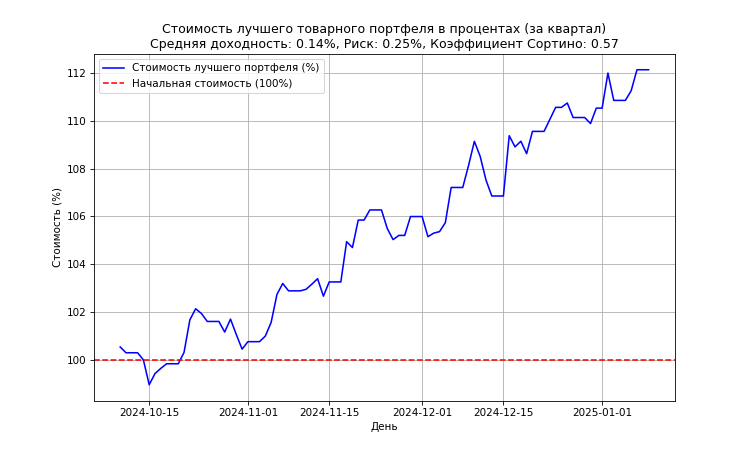 Стоимость лучшего товарного портфеля в процентах (за квартал)
Средняя доходность: 0.14%, Риск: 0.25%, Коэффициент Сортино: 0.57
Стоимость лучшего портфеля (%)
Начальная стоимость (100%)
Стоимость (%)
112
110
108
106
104
102
100
2024-10-15 2024-11-01 2024-11-15 2024-12-01 2024-12-15 2025-01-01
День